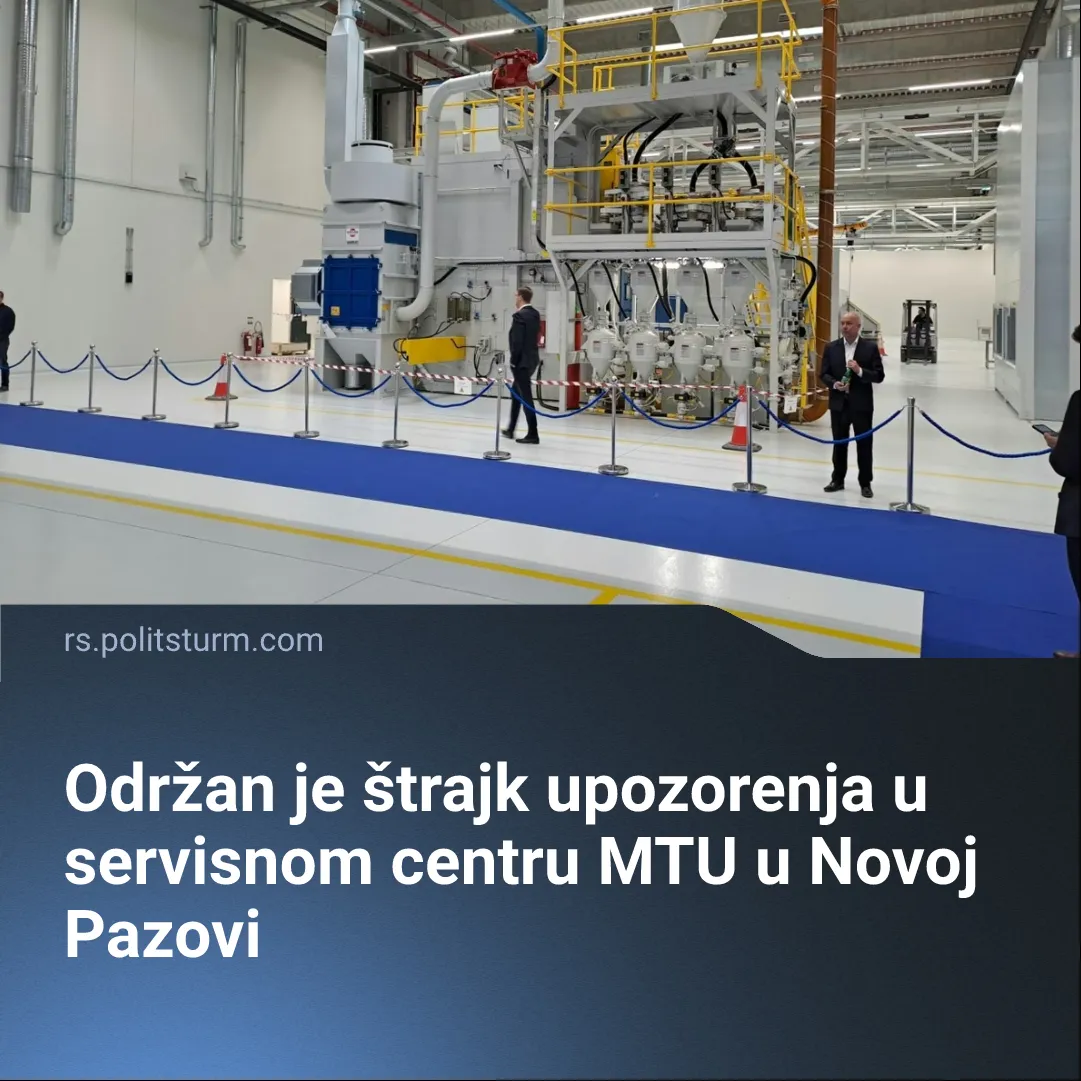 rs.politsturm.com
Održan je štrajk upozorenja u
servisnom centru MTU u Novoj
Pazovi